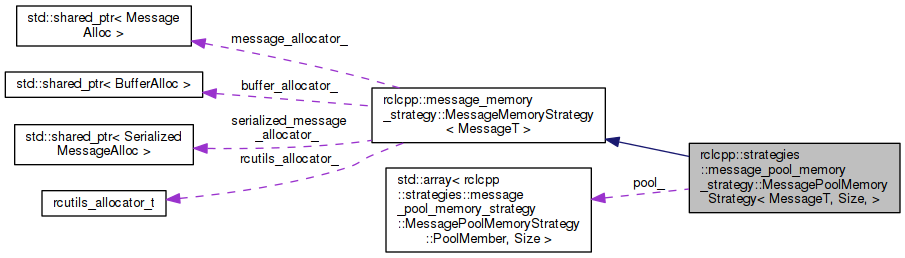 std::shared_ptr< Message
Alloc >
message_allocator_
std::shared_ptr< BufferAlloc >
buffer_allocator_
rclcpp::message_memory
_strategy::MessageMemoryStrategy
< MessageT >
serialized_message
_allocator_
std::shared_ptr< Serialized
MessageAlloc >
rcutils_allocator_
rcutils_allocator_t
std::array< rclcpp
::strategies::message
_pool_memory_strategy
::MessagePoolMemoryStrategy
::PoolMember, Size >
pool_
rclcpp::strategies
::message_pool_memory
_strategy::MessagePoolMemory
Strategy< MessageT, Size, >